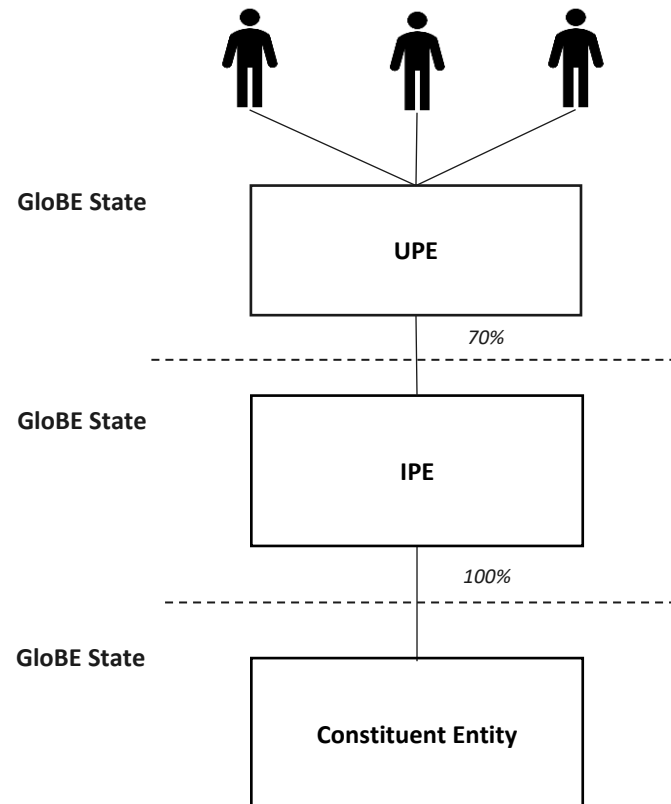 GloBE State
UPE
70%
GloBE State
IPE
100%
GloBE State
Constituent Entity